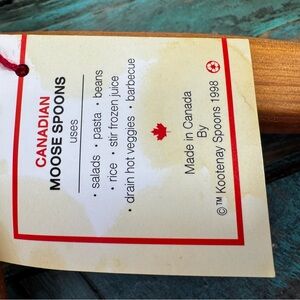 CANADIAN
MOOSE SPOONS
uses
• salads • pasta • beans
• rice • stir frozen juice
• drain hot veggies • barbecue
Made in Canada
By
©™ Kootenay Spoons 1998